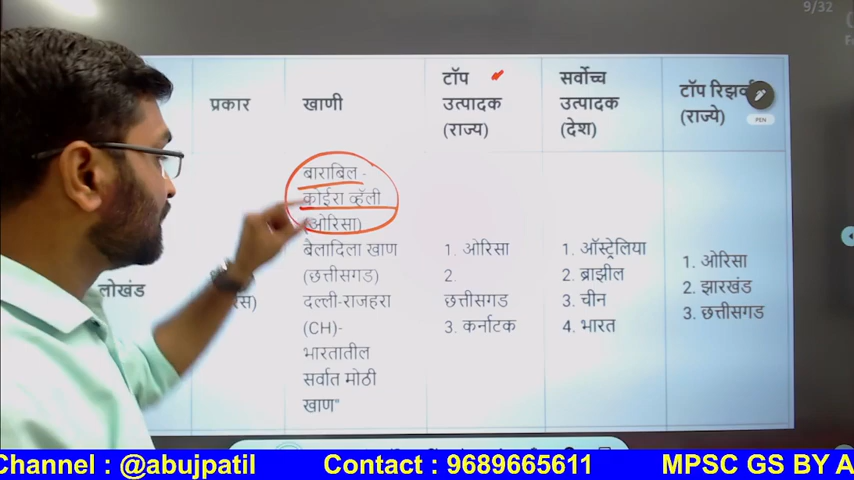 9/32
प्रकार
खाणी
टॉप
उत्पादक
(राज्य)
सर्वोच्च
उत्पादक
(देश)
टॉप
(राज्ये)
PEN
लोखंड
बाराबिल -
कोईरा व्हॅली
(ओरिसा)
बैलादिला खाण
(छत्तीसगड)
दल्ली-राजहरा
(CH)-
भारतातील
सर्वात मोठी
खाण"
1. ओरिसा
2.
छत्तीसगड
3. कर्नाटक
1. ऑस्ट्रेलिया
2. ब्राझील
3. चीन
4. भारत
1. ओरिसा
2. झारखंड
3. छत्तीसगड
Channel : @abujpatil Contact : 9689665611 MPSC GS BY A